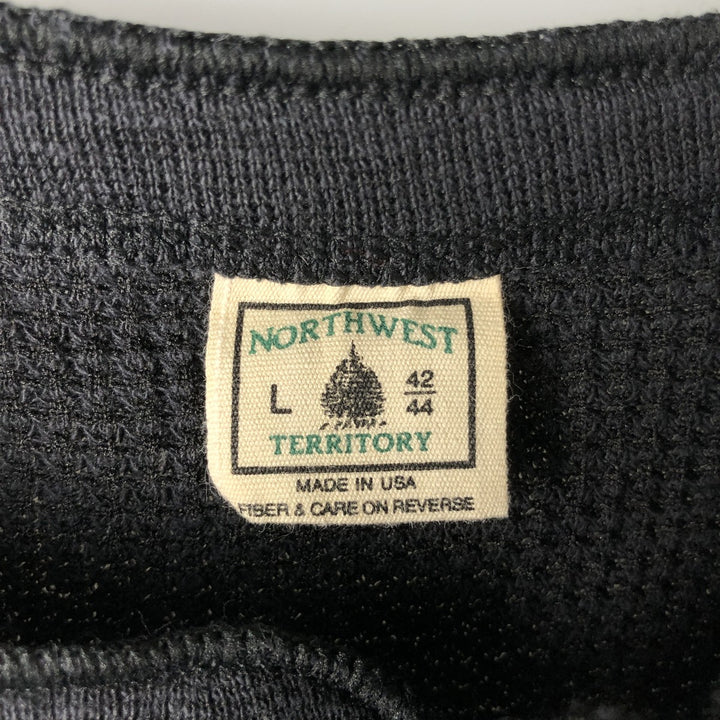 NORTHWEST
L 42/44
TERRITORY
MADE IN USA
FIBER & CARE ON REVERSE